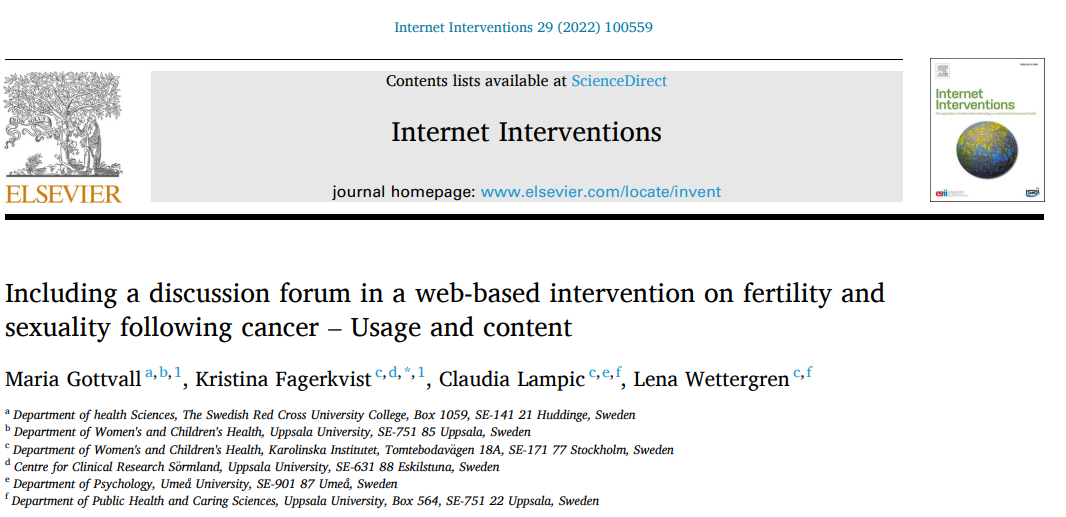 Internet Interventions 29 (2022) 100559
Contents lists available at ScienceDirect
Internet Interventions
journal homepage: www.elsevier.com/locate/invent
ELSEVIER
Internet
Interventions
Including a discussion forum in a web-based intervention on fertility and
sexuality following cancer – Usage and content
Maria Gottvall a,b,1, Kristina Fagerkvist c,d,*,1, Claudia Lampic c,e,f, Lena Wettergren c,f
a Department of health Sciences, The Swedish Red Cross University College, Box 1059, SE-141 21 Huddinge, Sweden
b Department of Women's and Children's Health, Uppsala University, SE-751 85 Uppsala, Sweden
c Department of Women's and Children's Health, Karolinska Institutet, Tomtebodavägen 18A, SE-171 77 Stockholm, Sweden
d Centre for Clinical Research Sörmland, Uppsala University, SE-631 88 Eskilstuna, Sweden
e Department of Psychology, Umeå University, SE-901 87 Umeå, Sweden
f Department of Public Health and Caring Sciences, Uppsala University, Box 564, SE-751 22 Uppsala, Sweden